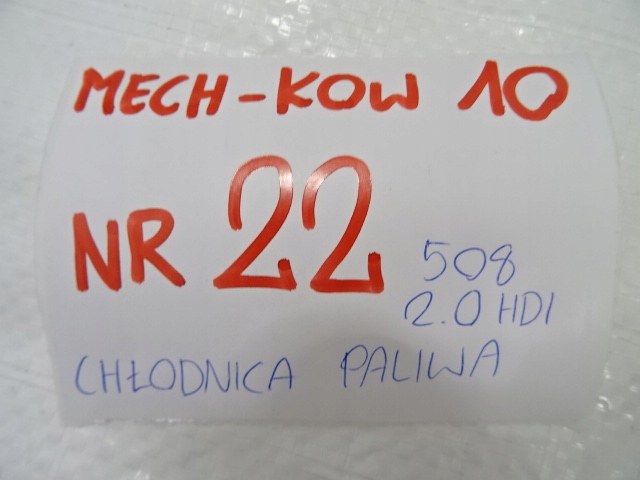 MECH-KOW 10
NR 22
508
2.0 HDI
CHŁODNICA PALIWA